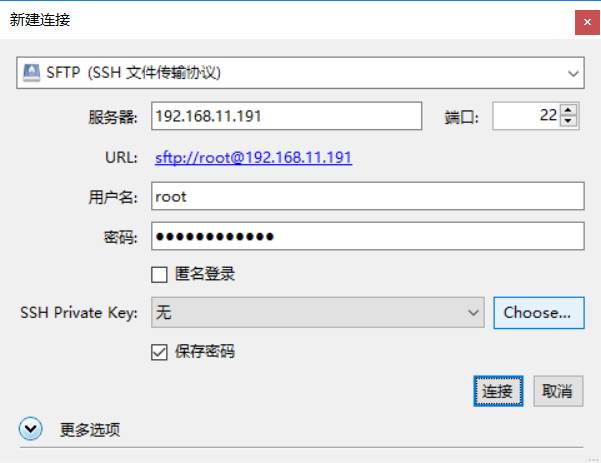 新建连接
SFTP (SSH 文件传输协议)
服务器: 192.168.11.191 端口: 22
URL: sftp://root@192.168.11.191
用户名: root
密码: ●●●●●●●●●●●●
匿名登录
SSH Private Key: 无 Choose...
保存密码
连接 取消
更多选项